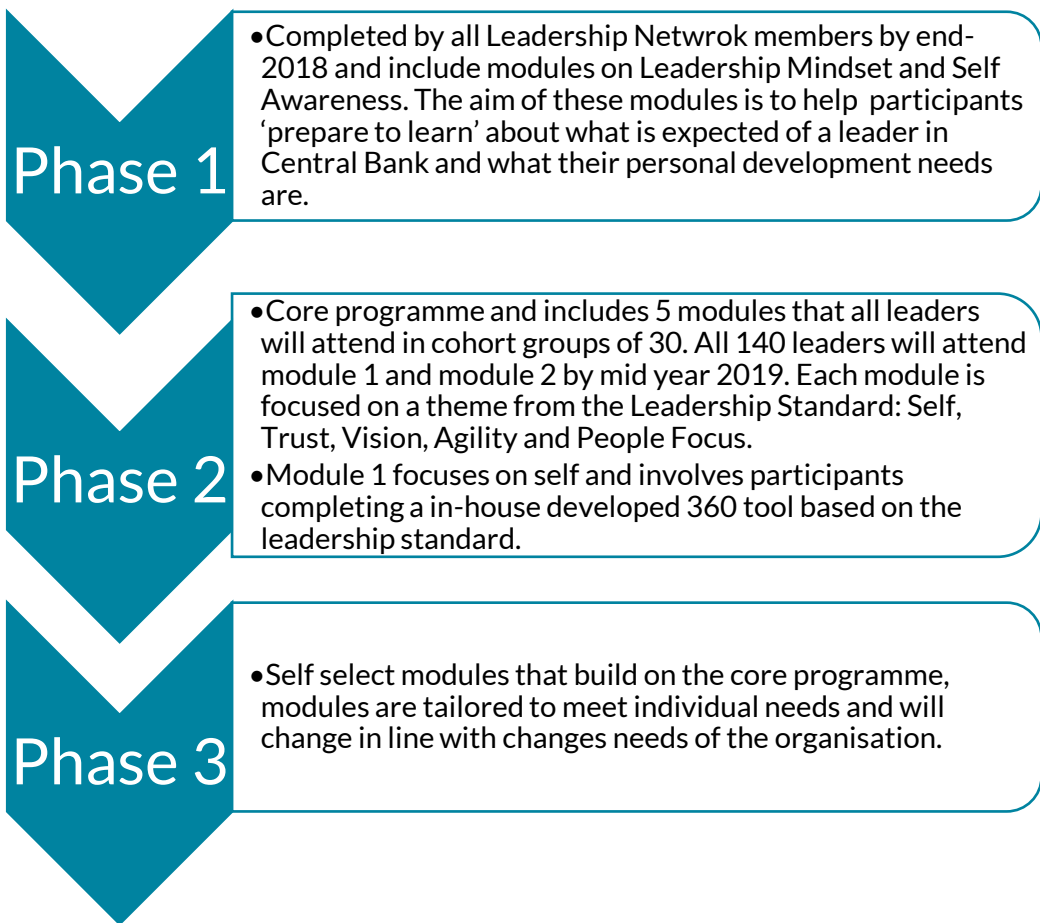 Phase 1
•Completed by all Leadership Netwrok members by end-
2018 and include modules on Leadership Mindset and Self
Awareness. The aim of these modules is to help participants
‘prepare to learn’ about what is expected of a leader in
Central Bank and what their personal development needs
are.
Phase 2
•Core programme and includes 5 modules that all leaders
will attend in cohort groups of 30. All 140 leaders will attend
module 1 and module 2 by mid year 2019. Each module is
focused on a theme from the Leadership Standard: Self,
Trust, Vision, Agility and People Focus.
•Module 1 focuses on self and involves participants
completing a in-house developed 360 tool based on the
leadership standard.
Phase 3
•Self select modules that build on the core programme,
modules are tailored to meet individual needs and will
change in line with changes needs of the organisation.